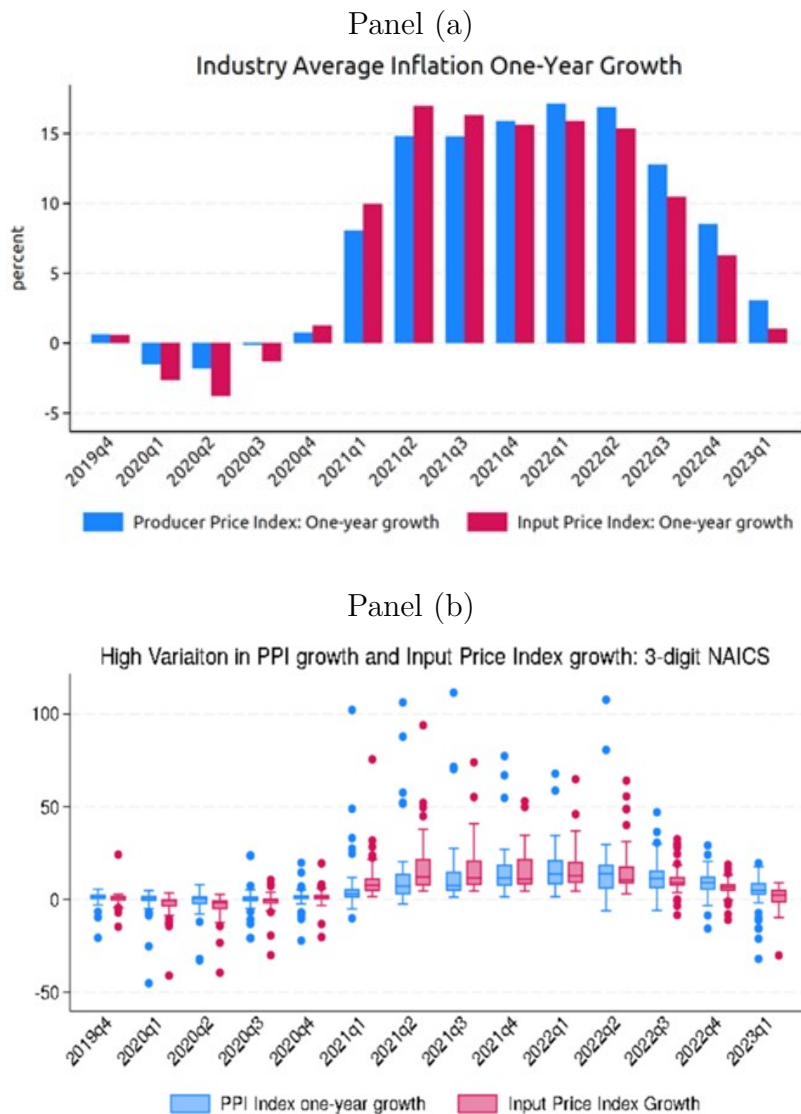 Panel (a)
Industry Average Inflation One-Year Growth
percent
15
10
5
0
-5
2019q4
2020q1
2020q2
2020q3
2020q4
2021q1
2021q2
2021q3
2021q4
2022q1
2022q2
2022q3
2022q4
2023q1
Producer Price Index: One-year growth
Input Price Index: One-year growth
Panel (b)
High Variaiton in PPI growth and Input Price Index growth: 3-digit NAICS
100
50
0
-50
2019q4
2020q1
2020q2
2020q3
2020q4
2021q1
2021q2
2021q3
2021q4
2022q1
2022q2
2022q3
2022q4
2023q1
PPI Index one-year growth
Input Price Index Growth